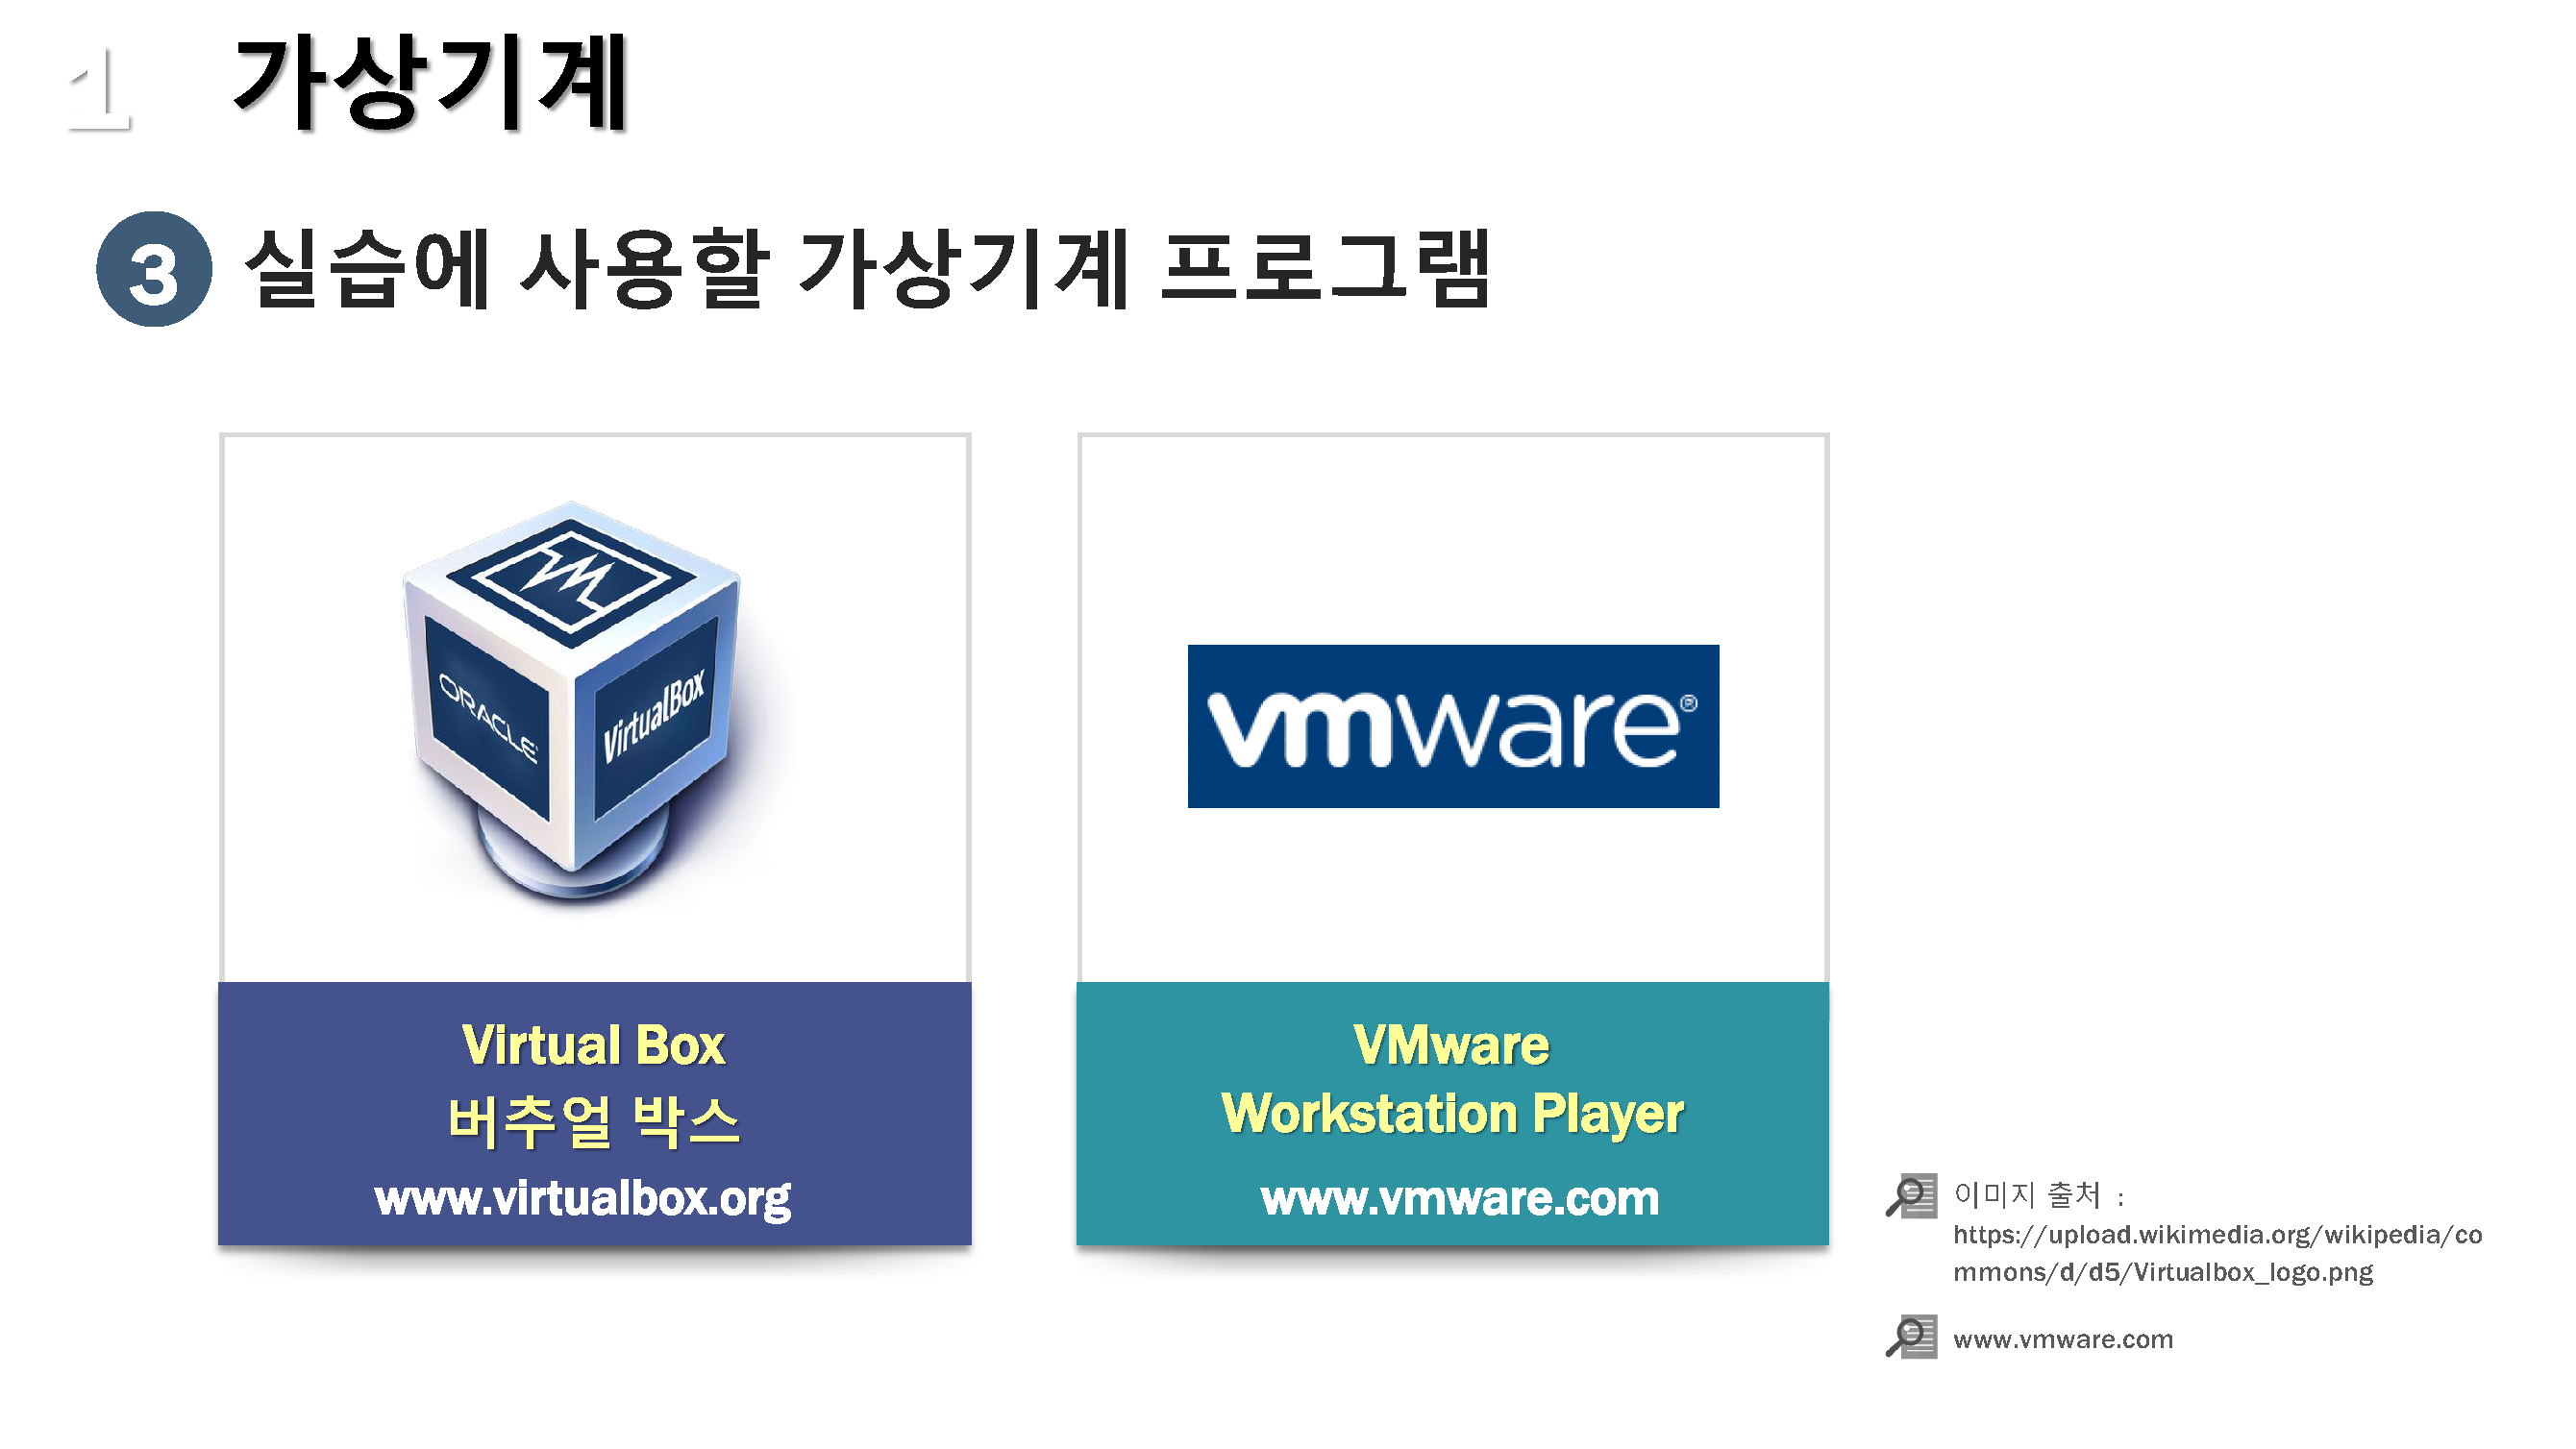 1 가상기계
3 실습에 사용할 가상기계 프로그램
VM
ORACLE
VirtualBox
vmware®
Virtual Box
버추얼 박스
www.virtualbox.org
VMware
Workstation Player
www.vmware.com
이미지 출처 :
https://upload.wikimedia.org/wikipedia/co
mmons/d/d5/Virtualbox_logo.png
www.vmware.com